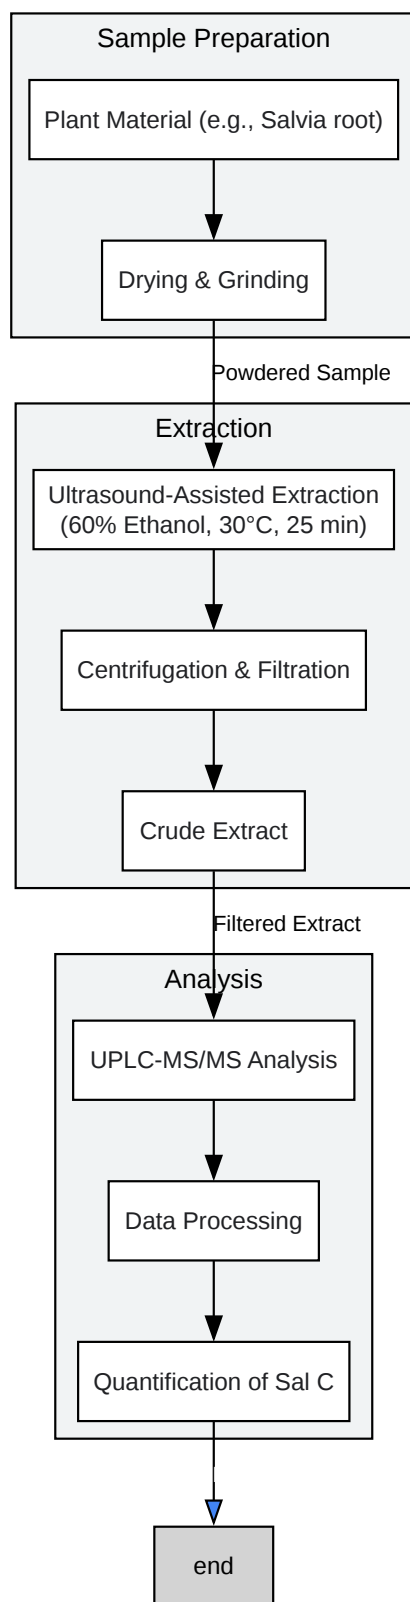 Sample Preparation
Plant Material (e.g., Salvia root)
Drying & Grinding
Powdered Sample
Extraction
Ultrasound-Assisted Extraction
(60% Ethanol, 30°C, 25 min)
Centrifugation & Filtration
Crude Extract
Filtered Extract
Analysis
UPLC-MS/MS Analysis
Data Processing
Quantification of Sal C
end